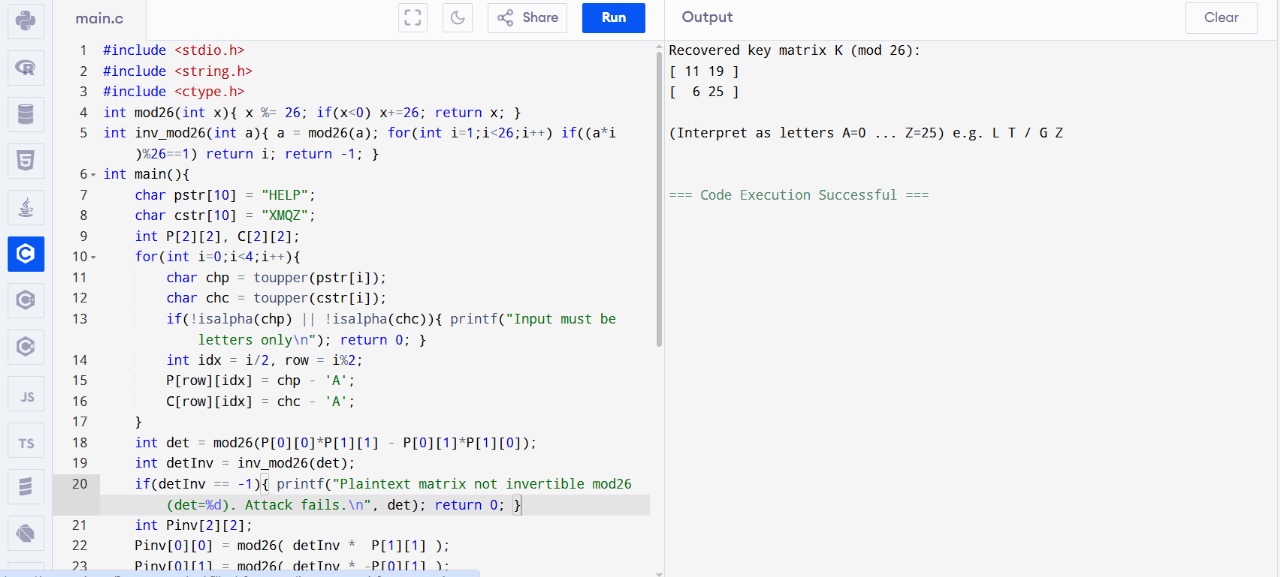 main.c
Share
Run
Output
Clear
1 #include <stdio.h>
2 #include <string.h>
3 #include <ctype.h>
4 int mod26(int x){ x %= 26; if(x<0) x+=26; return x; }
5 int inv_mod26(int a){ a = mod26(a); for(int i=1;i<26;i++) if((a*i
)%26==1) return i; return -1; }
6 int main(){
7 char pstr[10] = "HELP";
8 char cstr[10] = "XMQZ";
9 int P[2][2], C[2][2];
10 for(int i=0;i<4;i++){
11 char chp = toupper(pstr[i]);
12 char chc = toupper(cstr[i]);
13 if(!isalpha(chp) || !isalpha(chc)){ printf("Input must be
letters only\n"); return 0; }
14 int idx = i/2, row = i%2;
15 P[row][idx] = chp - 'A';
16 C[row][idx] = chc - 'A';
17 }
18 int det = mod26(P[0][0]*P[1][1] - P[0][1]*P[1][0]);
19 int detInv = inv_mod26(det);
20 if(detInv == -1){ printf("Plaintext matrix not invertible mod26
(det=%d). Attack fails.\n", det); return 0; }
21 int Pinv[2][2];
22 Pinv[0][0] = mod26( detInv * P[1][1] );
23 Pinv[0][1] = mod26( detInv * -P[0][1] );
Recovered key matrix K (mod 26):
[ 11 19 ]
[ 6 25 ]
(Interpret as letters A=0 ... Z=25) e.g. L T / G Z
=== Code Execution Successful ===
JS
TS